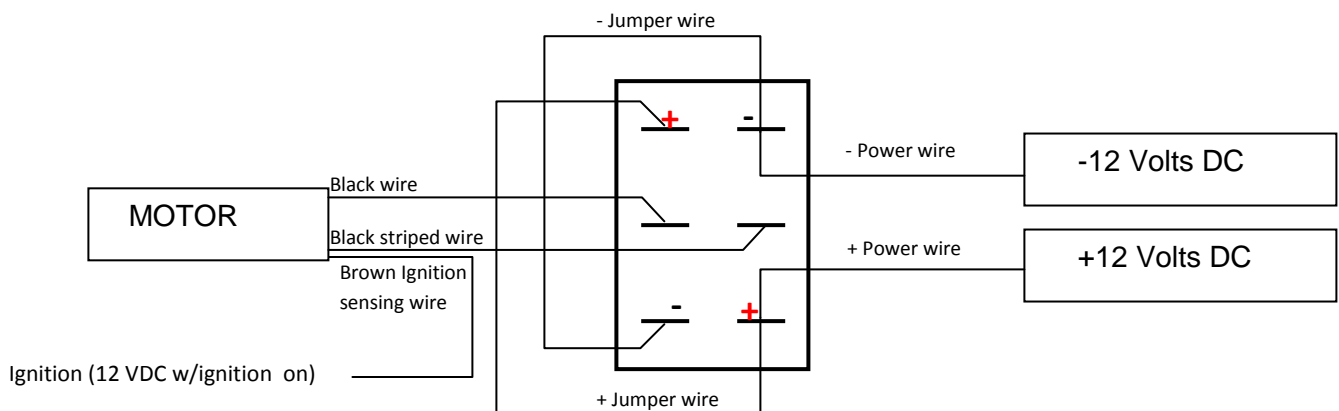 - Jumper wire
+ -
- Power wire
-12 Volts DC
Black wire
MOTOR
Black striped wire
+ Power wire
+12 Volts DC
Brown Ignition
sensing wire
- +
Ignition (12 VDC w/ignition on)
+ Jumper wire